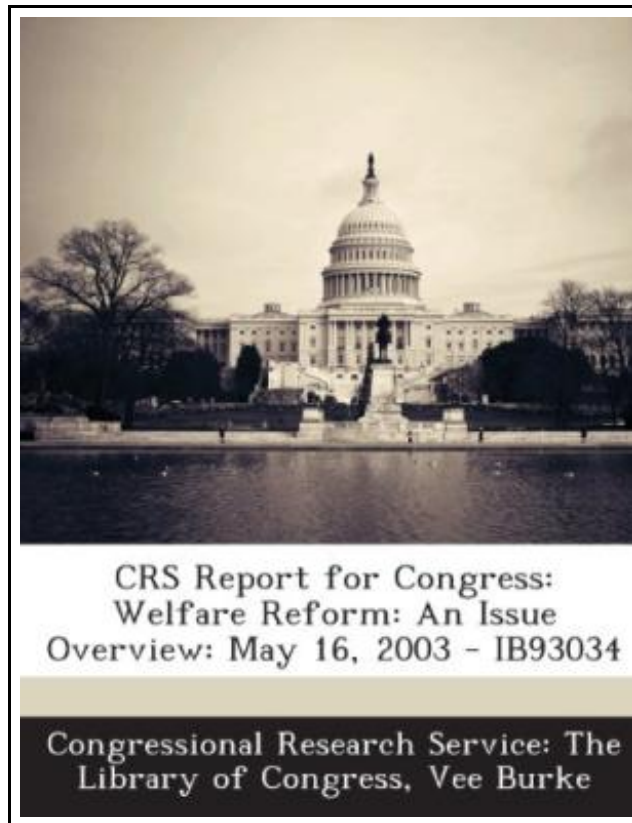 CRS Report for Congress:
Welfare Reform: An Issue
Overview: May 16, 2003 - IB93034
Congressional Research Service: The
Library of Congress, Vee Burke